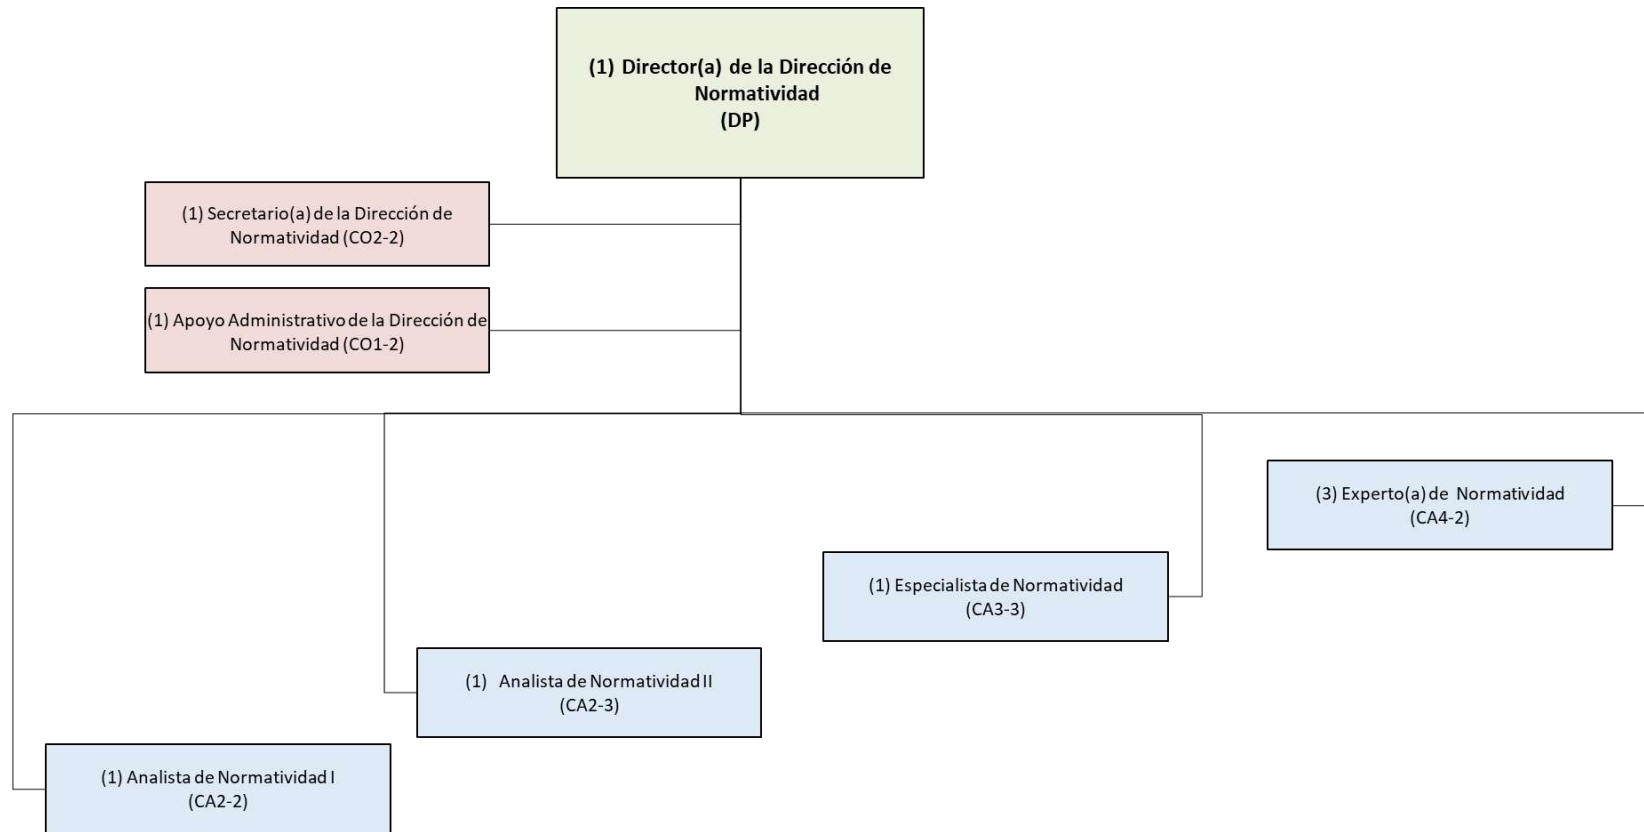 (1) Director(a) de la Dirección de
Normatividad
(DP)
(1) Secretario(a) de la Dirección de
Normatividad (CO2-2)
(1) Apoyo Administrativo de la Dirección de
Normatividad (CO1-2)
(3) Experto(a) de Normatividad
(CA4-2)
(1) Especialista de Normatividad
(CA3-3)
(1) Analista de Normatividad II
(CA2-3)
(1) Analista de Normatividad I
(CA2-2)